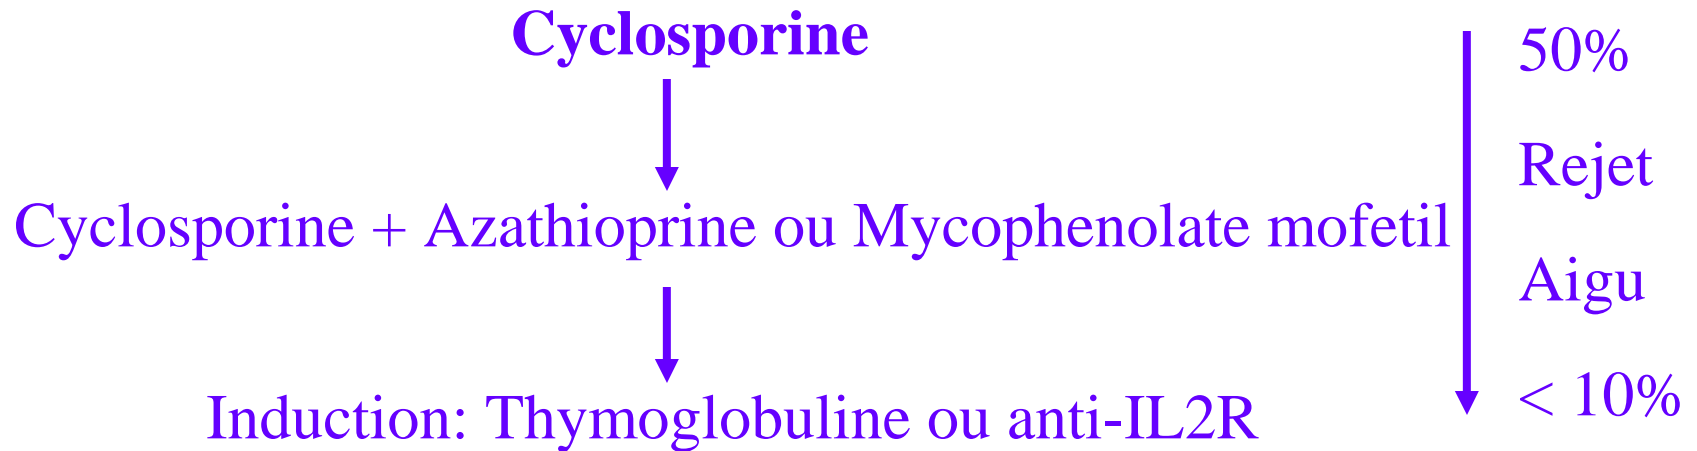 Cyclosporine
Cyclosporine + Azathioprine ou Mycophenolate mofetil
Induction: Thymoglobuline ou anti-IL2R
50%
Rejet
Aigu
< 10%